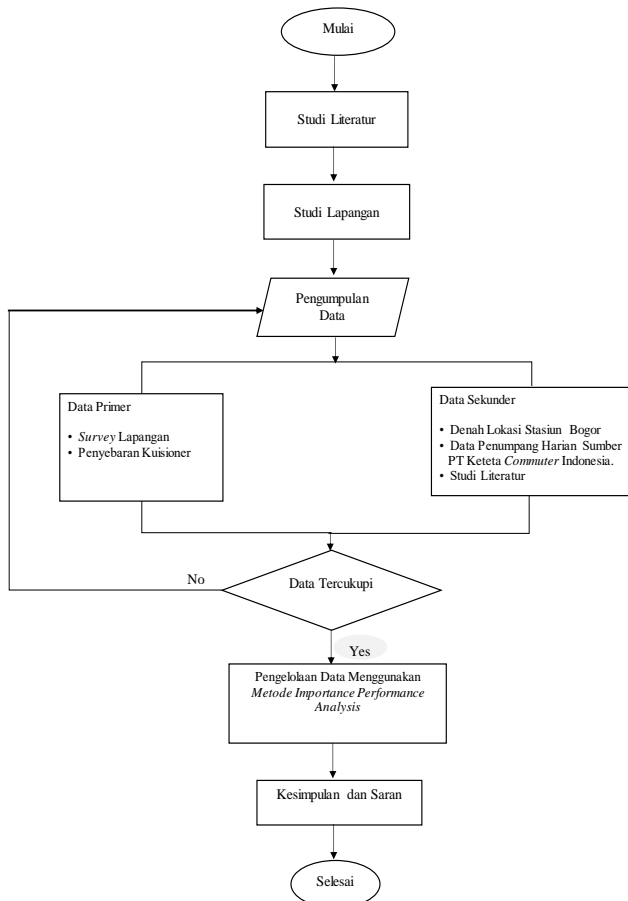 Mulai
Studi Literatur
Studi Lapangan
Pengumpulan
Data
Data Primer
• Survey Lapangan
• Penyebaran Kuisioner
Data Sekunder
• Denah Lokasi Stasiun Bogor
• Data Penumpang Harian Sumber
PT Keteta Commuter Indonesia.
• Studi Literatur
No
Data Tercukupi
Yes
Pengelolaan Data Menggunakan
Metode Importance Performance
Analysis
Kesimpulan dan Saran
Selesai